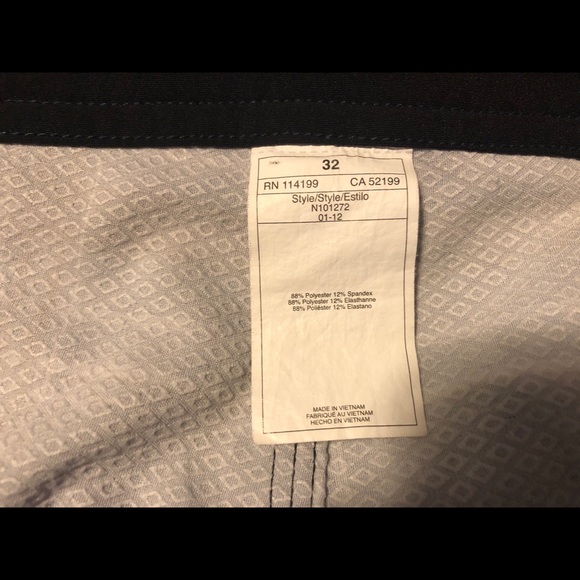 32
RN 114199 CA 52199
Style/Style/Estilo
N101272
01-12
88% Polyester 12% Spandex
88% Polyester 12% Elasthanne
88% Poliéster 12% Elastano
MADE IN VIETNAM
FABRIQUÉ AU VIETNAM
HECHO EN VIETNAM